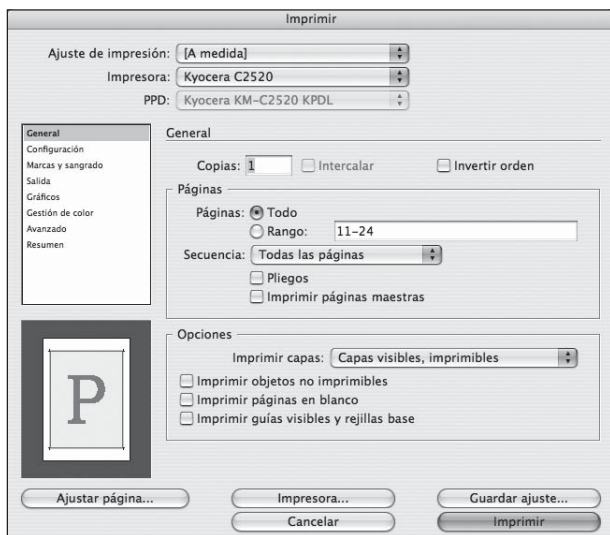 Imprimir
Ajuste de impresión: [A medida]
Impresora: Kyocera C2520
PPD: Kyocera KM-C2520 KPDL
General
Configuración
Marcas y sangrado
Salida
Gráficos
Gestión de color
Avanzado
Resumen
General
Copias: 1 Intercalar Invertir orden
Páginas
Páginas: Todo
Rango: 11-24
Secuencia: Todas las páginas
Pliegos
Imprimir páginas maestras
Opciones
Imprimir capas: Capas visibles, imprimibles
Imprimir objetos no imprimibles
Imprimir páginas en blanco
Imprimir guías visibles y rejillas base
P
Ajustar página... Impresora... Guardar ajuste...
Cancelar Imprimir